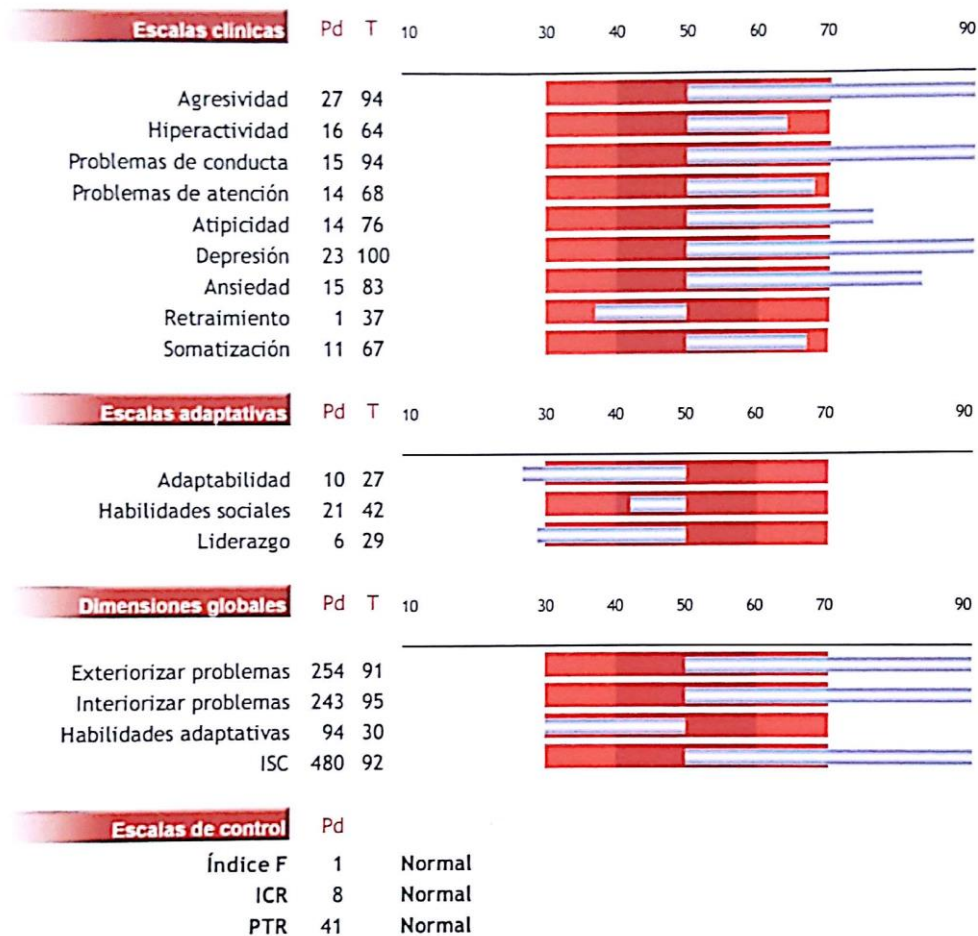 Escalas clínicas Pd T 10 30 40 50 60 70 90
Agresividad 27 94
Hiperactividad 16 64
Problemas de conducta 15 94
Problemas de atención 14 68
Atipicidad 14 76
Depresión 23 100
Ansiedad 15 83
Retraimiento 1 37
Somatización 11 67
Escalas adaptativas Pd T 10 30 40 50 60 70 90
Adaptabilidad 10 27
Habilidades sociales 21 42
Liderazgo 6 29
Dimensiones globales Pd T 10 30 40 50 60 70 90
Exteriorizar problemas 254 91
Interiorizar problemas 243 95
Habilidades adaptativas 94 30
ISC 480 92
Escalas de control Pd
Índice F 1 Normal
ICR 8 Normal
PTR 41 Normal